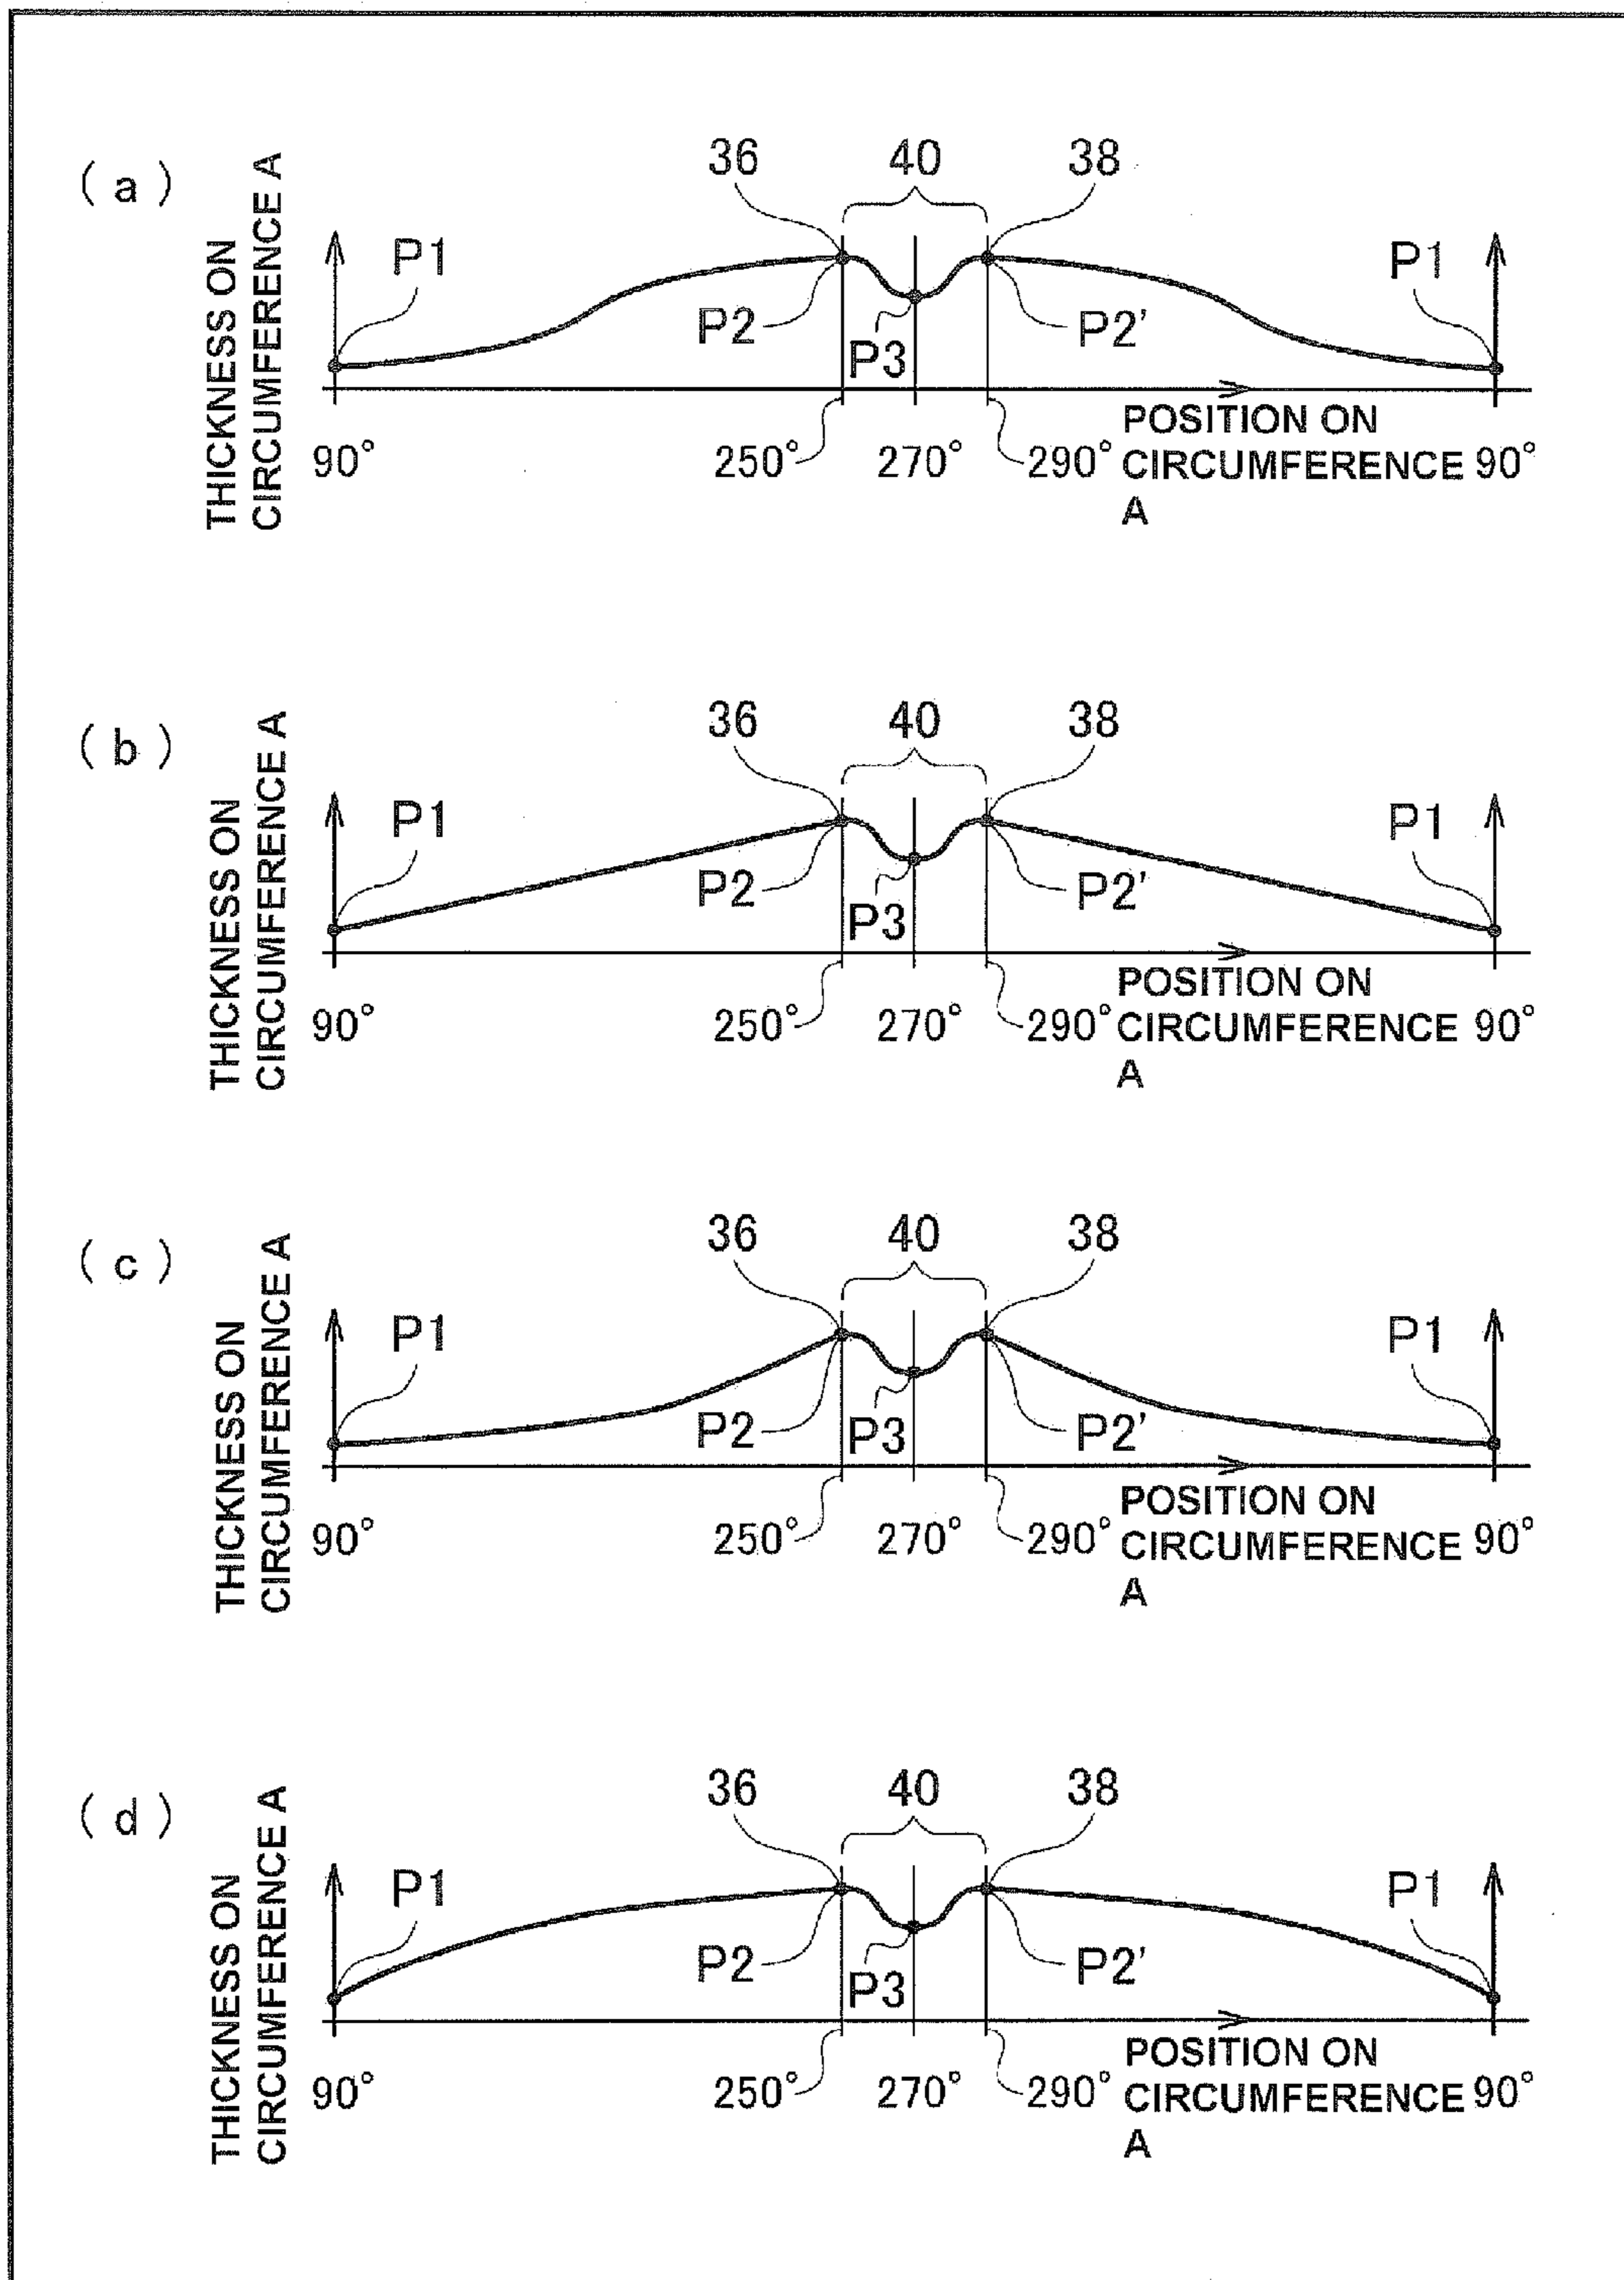 (a)
THICKNESS ON
CIRCUMFERENCE A
36 40 38
P1 P1
P2 P3 P2'
90° 250° 270° 290° 90°
POSITION ON
CIRCUMFERENCE
A
(b)
THICKNESS ON
CIRCUMFERENCE A
36 40 38
P1 P1
P2 P3 P2'
90° 250° 270° 290° 90°
POSITION ON
CIRCUMFERENCE
A
(c)
THICKNESS ON
CIRCUMFERENCE A
36 40 38
P1 P1
P2 P3 P2'
90° 250° 270° 290° 90°
POSITION ON
CIRCUMFERENCE
A
(d)
THICKNESS ON
CIRCUMFERENCE A
36 40 38
P1 P1
P2 P3 P2'
90° 250° 270° 290° 90°
POSITION ON
CIRCUMFERENCE
A